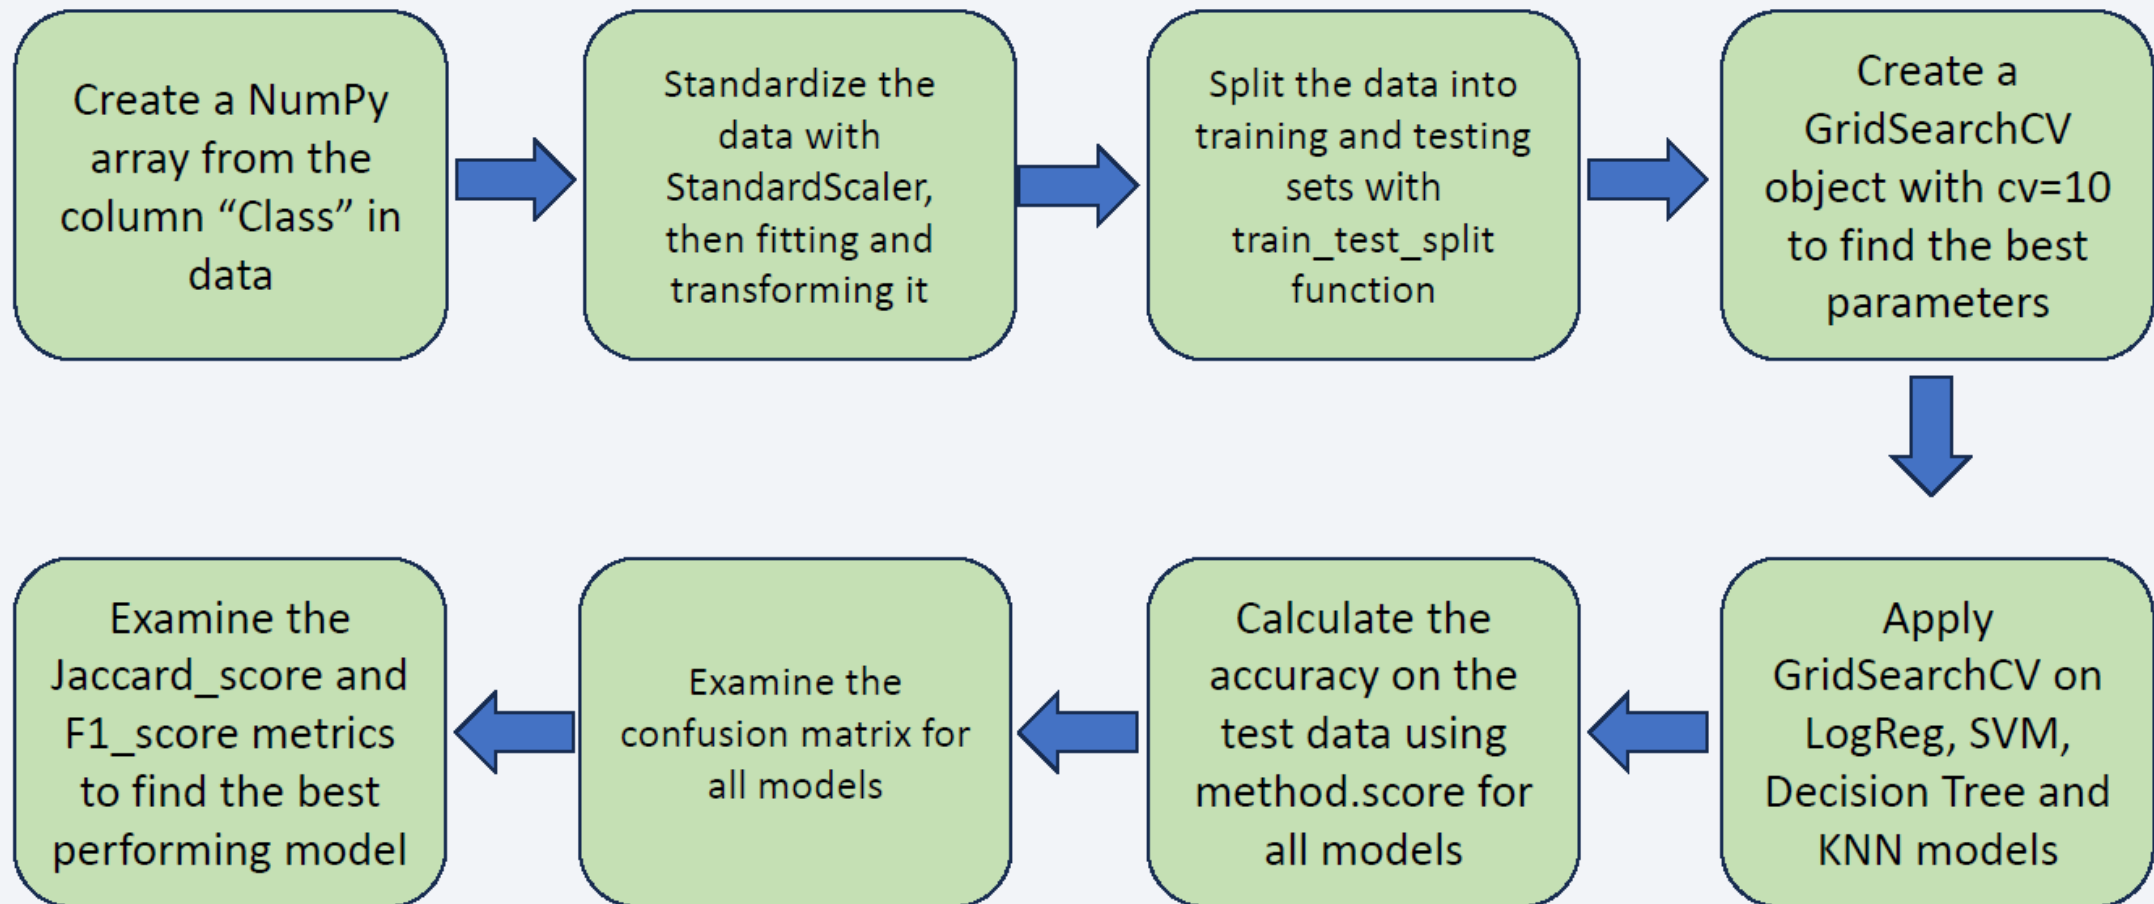 Create a NumPy
array from the
column “Class” in
data
Standardize the
data with
StandardScaler,
then fitting and
transforming it
Split the data into
training and testing
sets with
train_test_split
function
Create a
GridSearchCV
object with cv=10
to find the best
parameters
Apply
GridSearchCV on
LogReg, SVM,
Decision Tree and
KNN models
Calculate the
accuracy on the
test data using
method.score for
all models
Examine the
confusion matrix for
all models
Examine the
Jaccard_score and
F1_score metrics
to find the best
performing model